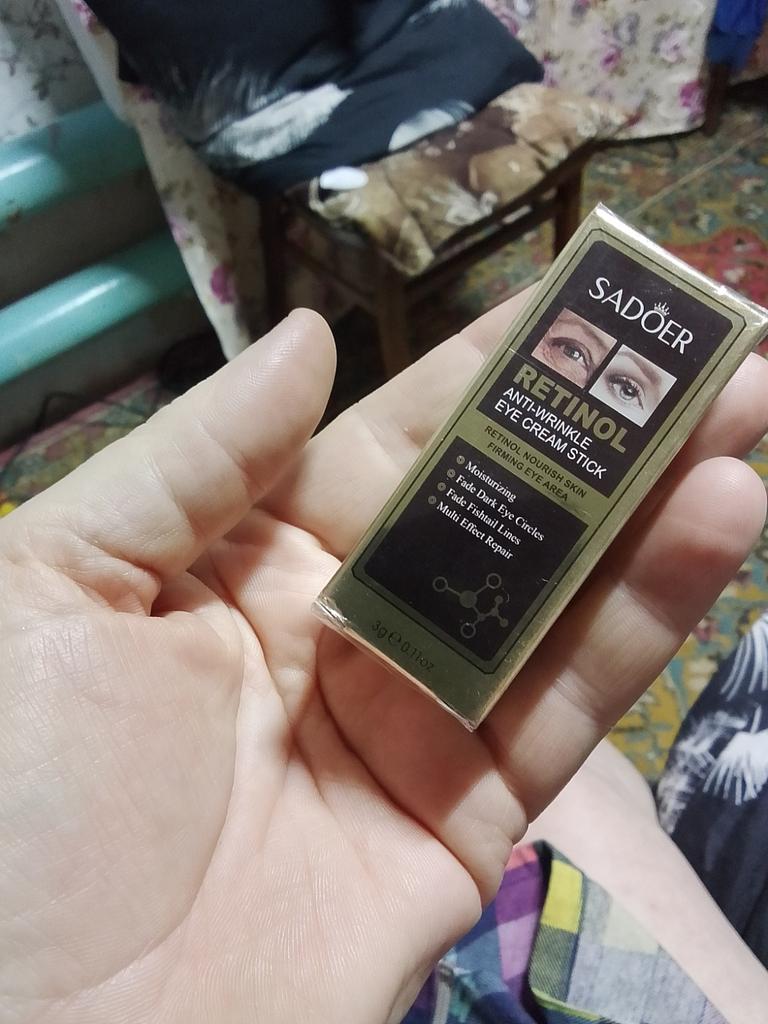 SADOER
RETINOL
ANTI-WRINKLE
EYE CREAM STICK
RETINOL NOURISH SKIN
FIRMING EYE AREA
Moisturizing
Fade Dark Eye Circles
Fade Fishtail Lines
Multi Effect Repair
3g ℮ 0.11oz